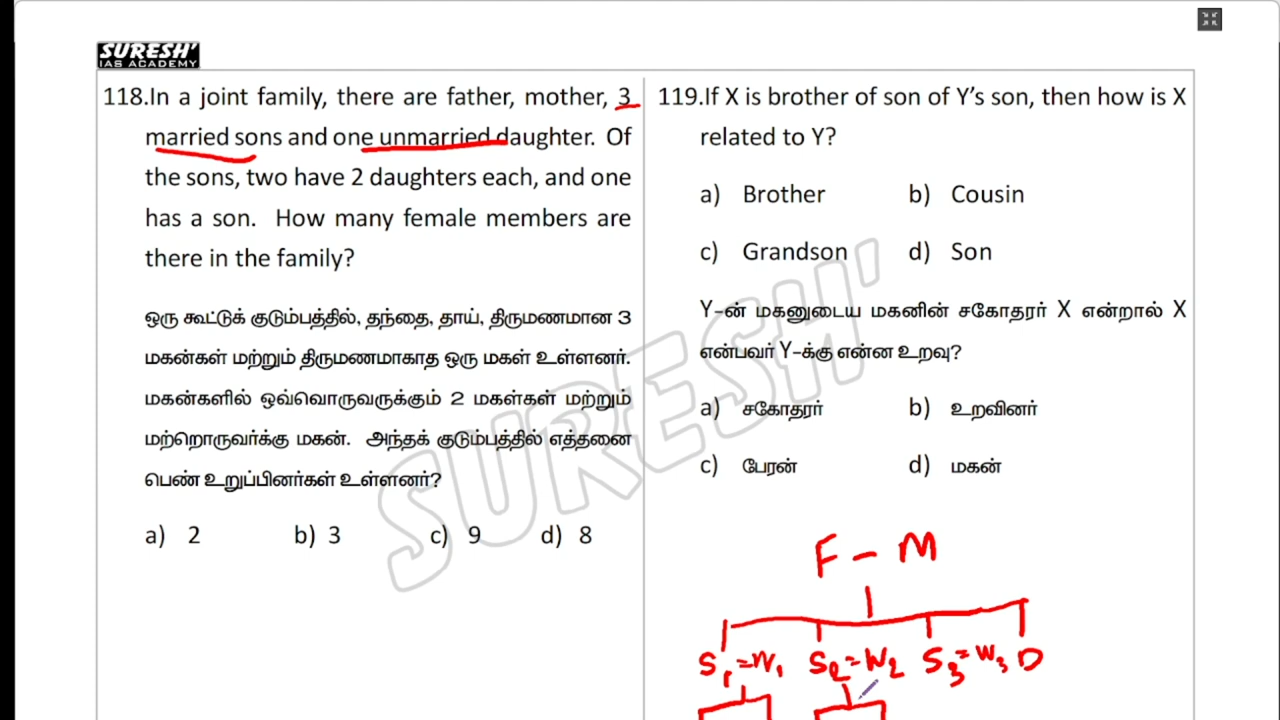 SURESH'
IAS ACADEMY
118.In a joint family, there are father, mother, 3
married sons and one unmarried daughter. Of
the sons, two have 2 daughters each, and one
has a son. How many female members are
there in the family?
ஒரு கூட்டுக் குடும்பத்தில், தந்தை, தாய், திருமணமான 3
மகன்கள் மற்றும் திருமணமாகாத ஒரு மகள் உள்ளனர்.
மகன்களில் ஒவ்வொருவருக்கும் 2 மகள்கள் மற்றும்
மற்றொருவர்க்கு மகன். அந்தக் குடும்பத்தில் எத்தனை
பெண் உறுப்பினர்கள் உள்ளனர்?
a) 2 b) 3 c) 9 d) 8
119.If X is brother of son of Y's son, then how is X
related to Y?
a) Brother b) Cousin
c) Grandson d) Son
Y-ன் மகனுடைய மகனின் சகோதரர் X என்றால் X
என்பவர் Y-க்கு என்ன உறவு?
a) சகோதரர் b) உறவினர்
c) பேரன் d) மகன்
F - M
S1 = W1 S2 = W2 S3 = W3 D
SURESH'